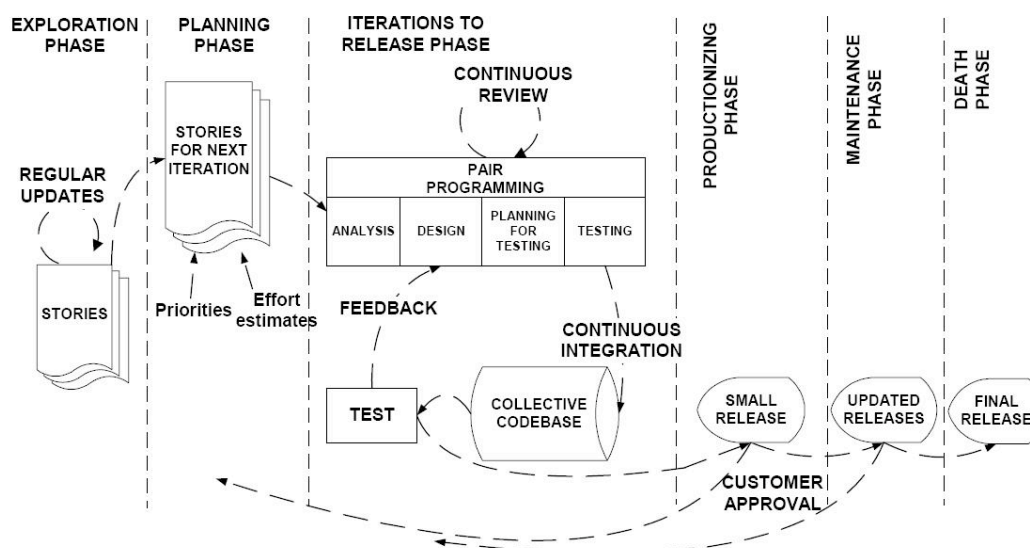 EXPLORATION
PHASE
PLANNING
PHASE
ITERATIONS TO
RELEASE PHASE
PRODUCTIONIZING
PHASE
MAINTENANCE
PHASE
DEATH
PHASE
CONTINUOUS
REVIEW
REGULAR
UPDATES
STORIES
FOR NEXT
ITERATION
PAIR
PROGRAMMING
ANALYSIS
DESIGN
PLANNING
FOR
TESTING
TESTING
STORIES
Priorities
Effort
estimates
FEEDBACK
CONTINUOUS
INTEGRATION
TEST
COLLECTIVE
CODEBASE
SMALL
RELEASE
UPDATED
RELEASES
FINAL
RELEASE
CUSTOMER
APPROVAL